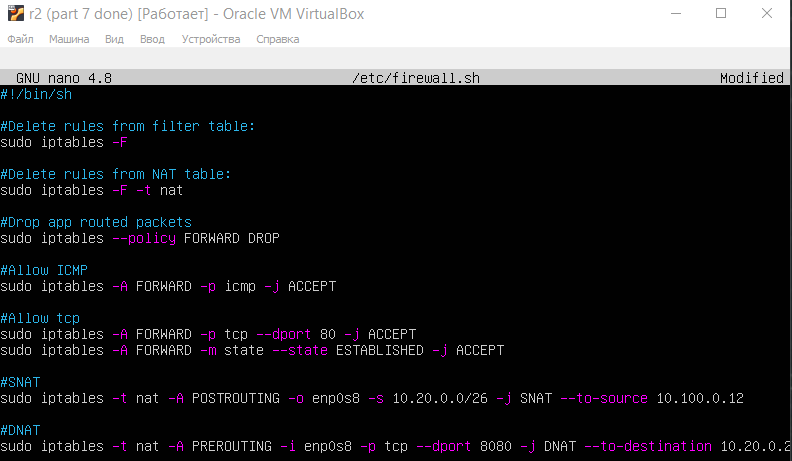 r2 (part 7 done) [Работает] - Oracle VM VirtualBox
Файл Машина Вид Ввод Устройства Справка
GNU nano 4.8 /etc/firewall.sh Modified
#!/bin/sh
#Delete rules from filter table:
sudo iptables -F
#Delete rules from NAT table:
sudo iptables -F -t nat
#Drop app routed packets
sudo iptables --policy FORWARD DROP
#Allow ICMP
sudo iptables -A FORWARD -p icmp -j ACCEPT
#Allow tcp
sudo iptables -A FORWARD -p tcp --dport 80 -j ACCEPT
sudo iptables -A FORWARD -m state --state ESTABLISHED -j ACCEPT
#SNAT
sudo iptables -t nat -A POSTROUTING -o enp0s8 -s 10.20.0.0/26 -j SNAT --to-source 10.100.0.12
#DNAT
sudo iptables -t nat -A PREROUTING -i enp0s8 -p tcp --dport 8080 -j DNAT --to-destination 10.20.0.2